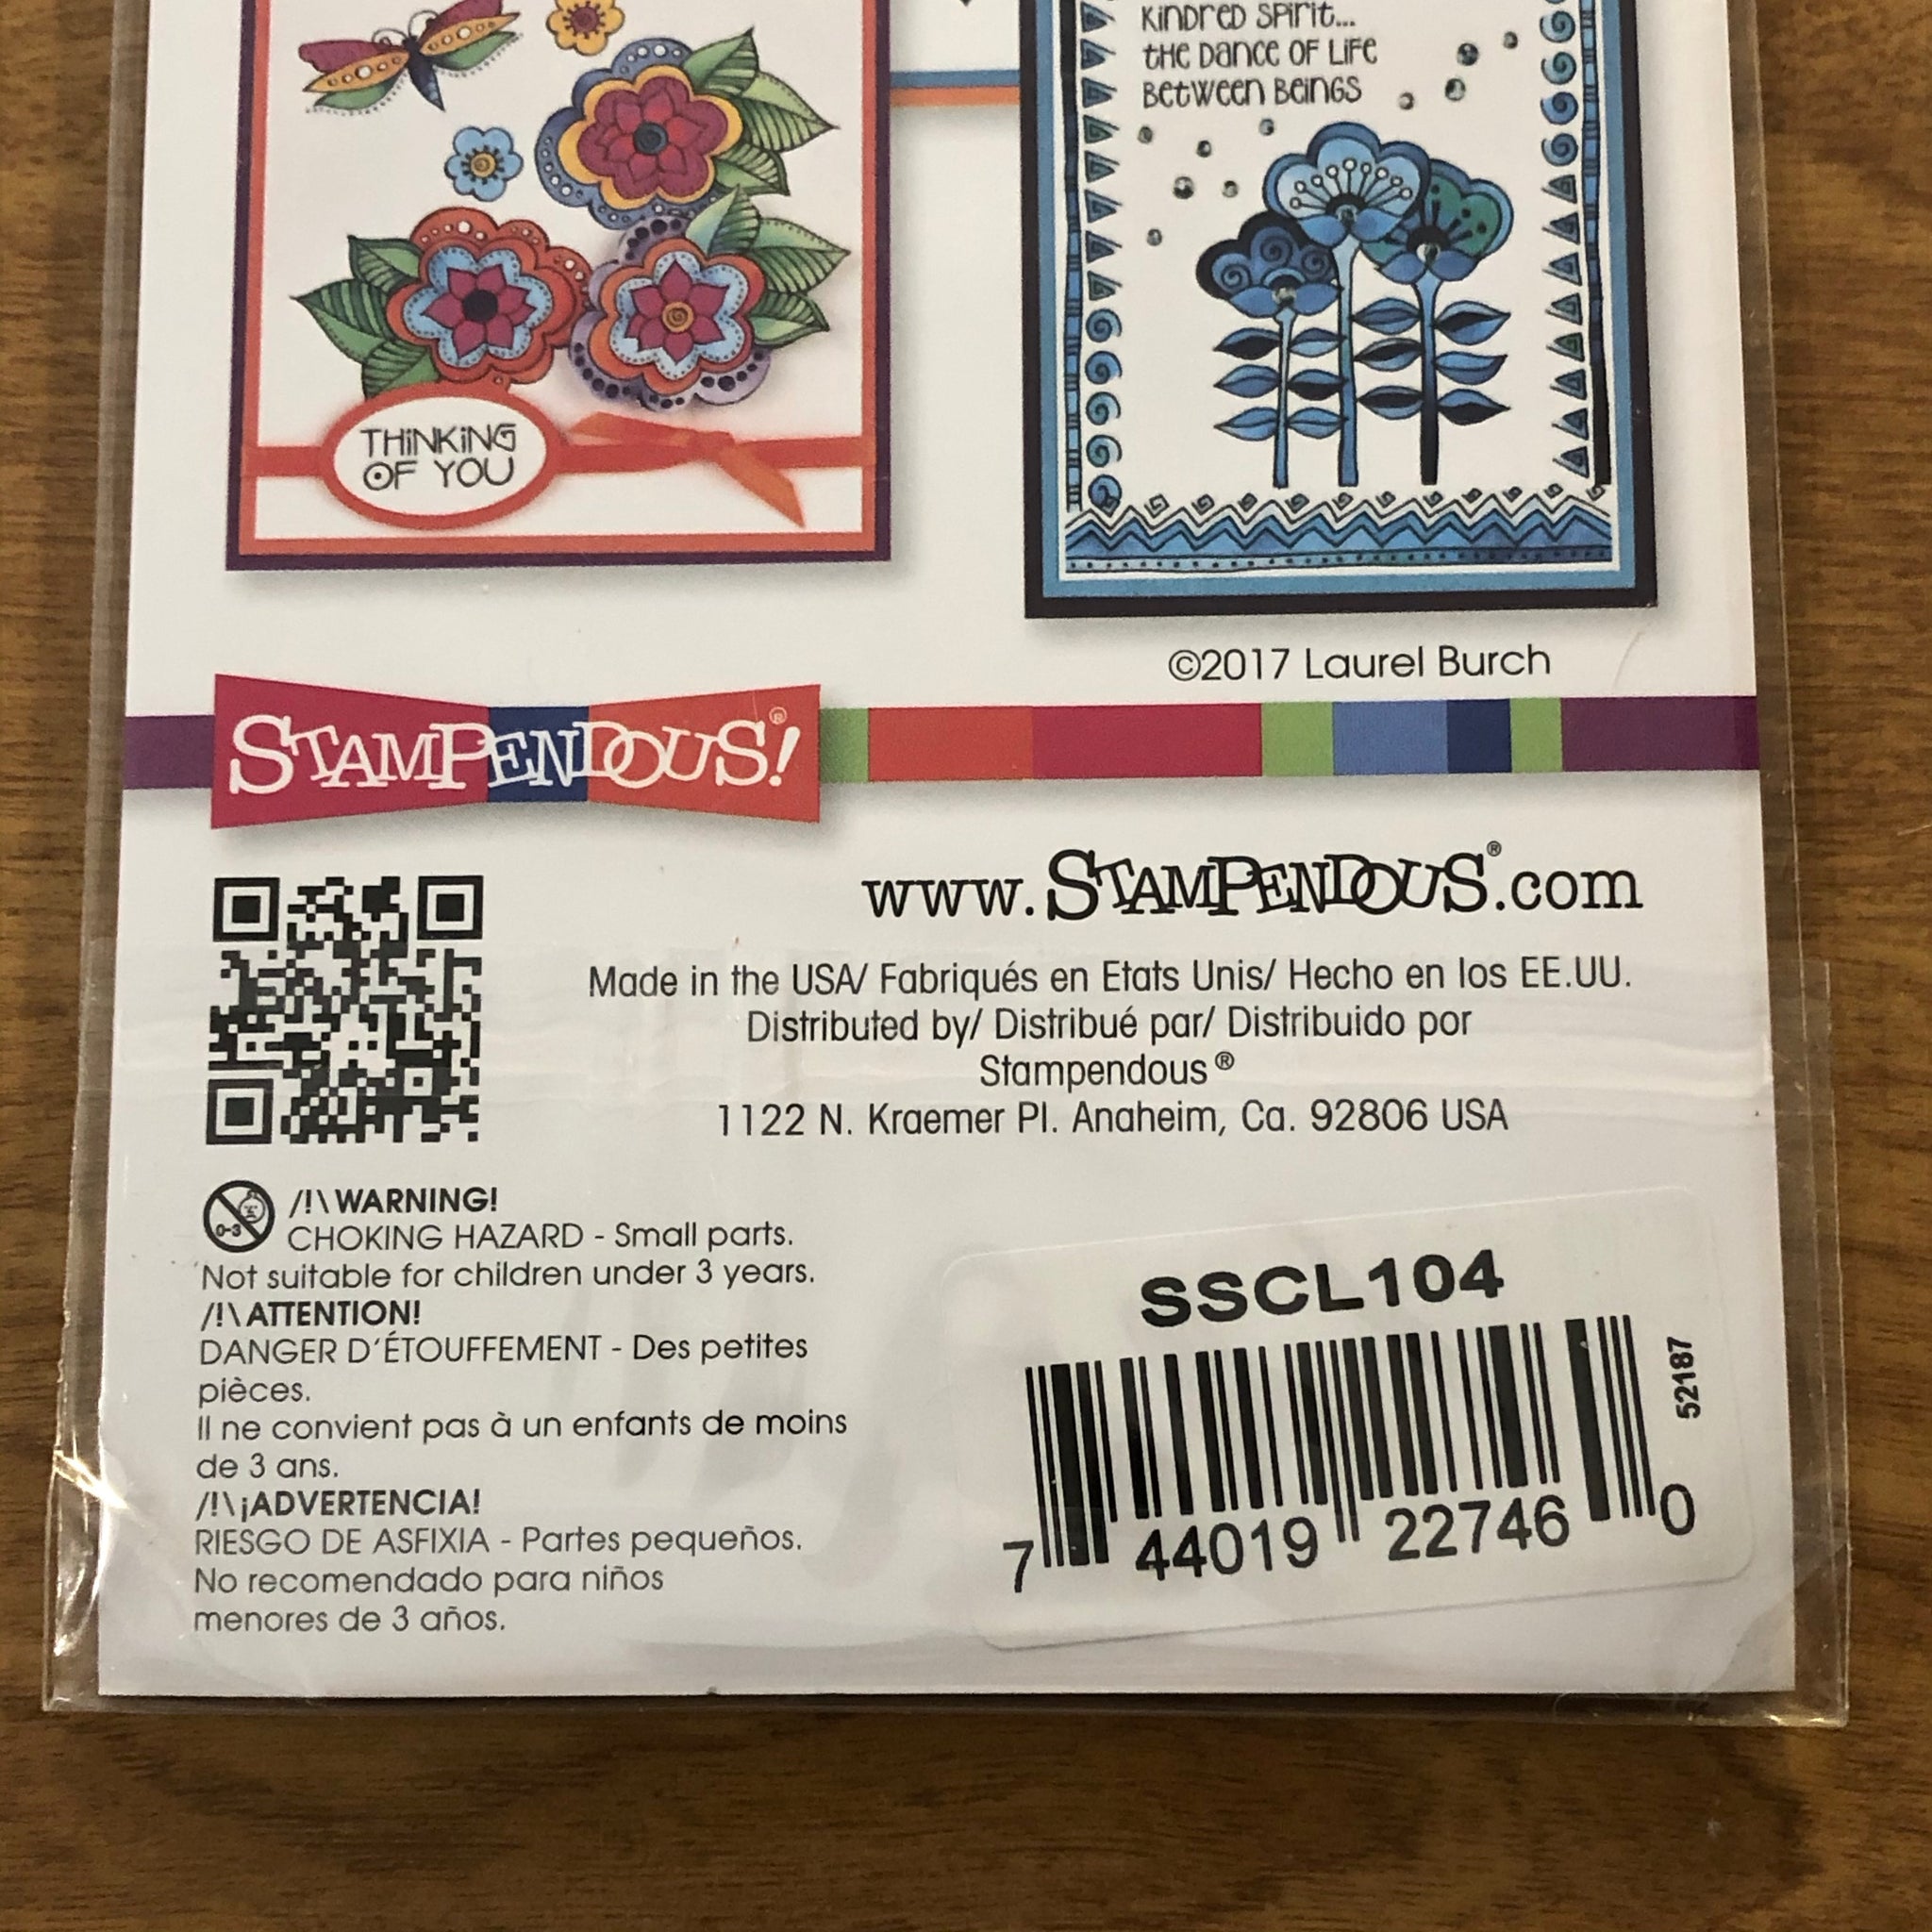 KINDRED SPIRIT...
THE DANCE OF LIFE
BETWEEN BEINGS
THINKING
OF YOU
©2017 Laurel Burch
STAMPENDOUS!®
www.STAMPENDOUS®.com
Made in the USA/ Fabriqués en Etats Unis/ Hecho en los EE.UU.
Distributed by/ Distribué par/ Distribuido por
Stampendous®
1122 N. Kraemer Pl. Anaheim, Ca. 92806 USA
0-3
/!\ WARNING!
CHOKING HAZARD - Small parts.
Not suitable for children under 3 years.
/!\ ATTENTION!
DANGER D'ÉTOUFFEMENT - Des petites
pièces.
Il ne convient pas à un enfants de moins
de 3 ans.
/!\ ¡ADVERTENCIA!
RIESGO DE ASFIXIA - Partes pequeños.
No recomendado para niños
menores de 3 años.
SSCL104
52187
7 44019 22746 0